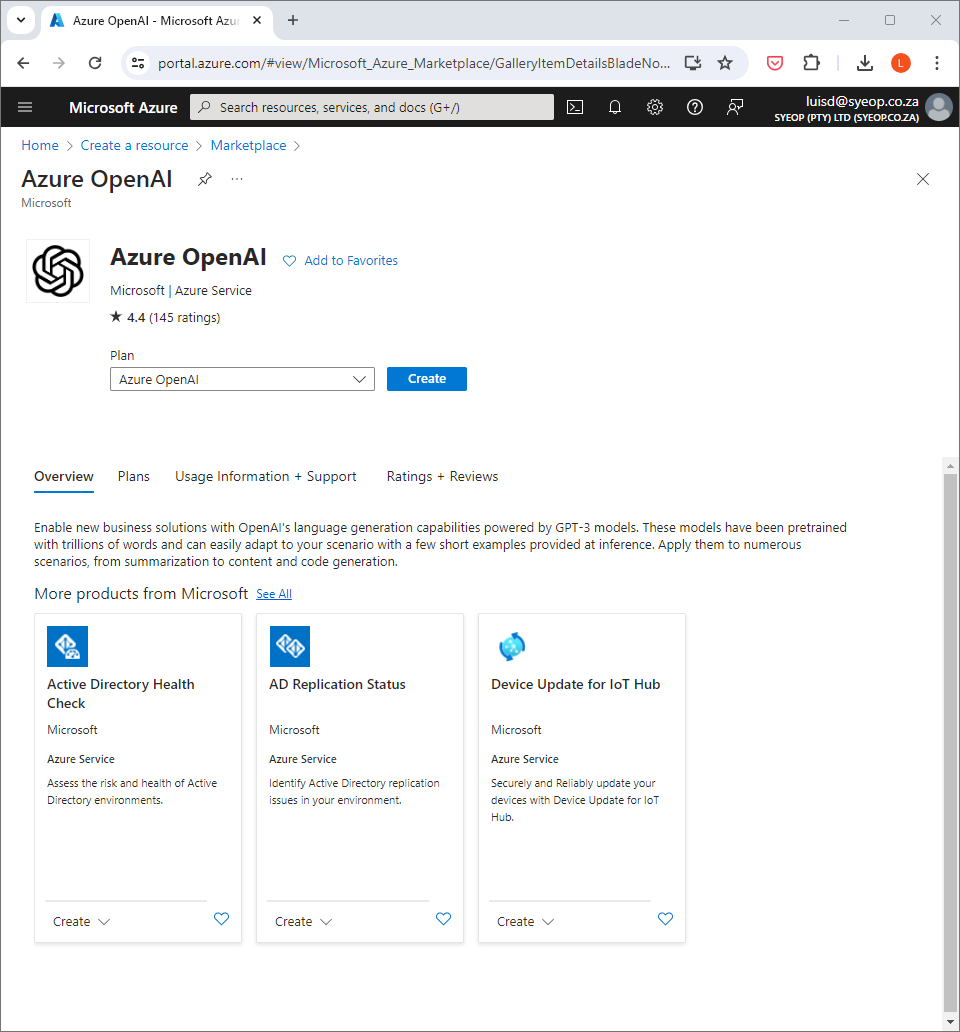 Azure OpenAI - Microsoft Azu
portal.azure.com/#view/Microsoft_Azure_Marketplace/GalleryItemDetailsBladeNo...
L
Microsoft Azure
Search resources, services, and docs (G+/)
luisd@syeop.co.za
SYEOP (PTY) LTD (SYEOP.CO.ZA)
Home > Create a resource > Marketplace >
Azure OpenAI
Microsoft
Azure OpenAI
Add to Favorites
Microsoft | Azure Service
★ 4.4 (145 ratings)
Plan
Azure OpenAI
Create
Overview Plans Usage Information + Support Ratings + Reviews
Enable new business solutions with OpenAI's language generation capabilities powered by GPT-3 models. These models have been pretrained
with trillions of words and can easily adapt to your scenario with a few short examples provided at inference. Apply them to numerous
scenarios, from summarization to content and code generation.
More products from Microsoft See All
Active Directory Health
Check
Microsoft
Azure Service
Assess the risk and health of Active
Directory environments.
Create
AD Replication Status
Microsoft
Azure Service
Identify Active Directory replication
issues in your environment.
Create
Device Update for IoT Hub
Microsoft
Azure Service
Securely and Reliably update your
devices with Device Update for IoT
Hub.
Create